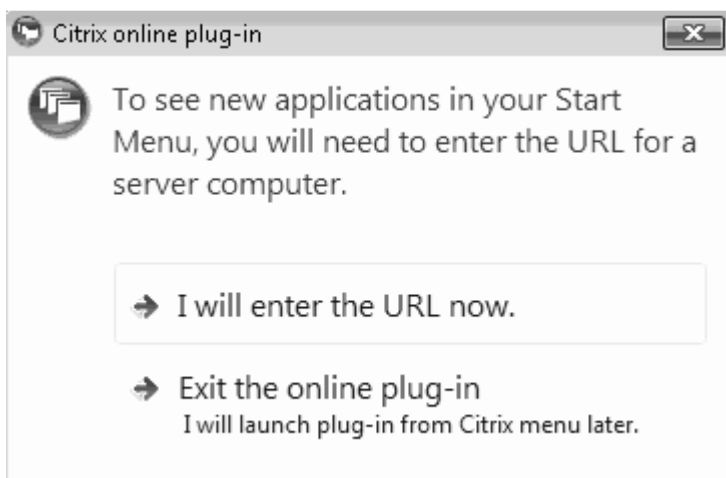 Citrix online plug-in
To see new applications in your Start
Menu, you will need to enter the URL for a
server computer.
I will enter the URL now.
Exit the online plug-in
I will launch plug-in from Citrix menu later.